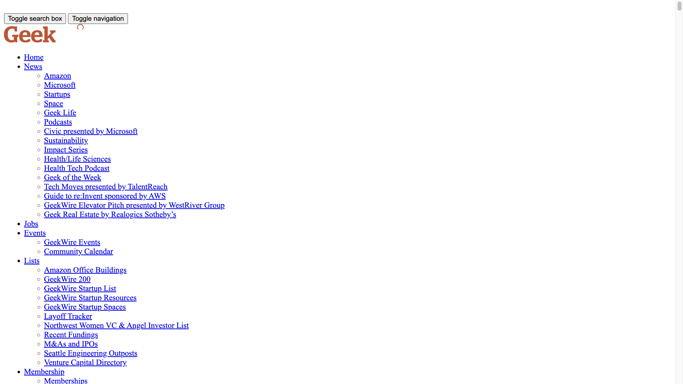 Toggle search box Toggle navigation
Geek
Home
News
Amazon
Microsoft
Startups
Space
Geek Life
Podcasts
Civic presented by Microsoft
Sustainability
Impact Series
Health/Life Sciences
Health Tech Podcast
Geek of the Week
Tech Moves presented by TalentReach
Guide to re:Invent sponsored by AWS
GeekWire Elevator Pitch presented by WestRiver Group
Geek Real Estate by Realogics Sotheby's
Jobs
Events
GeekWire Events
Community Calendar
Lists
Amazon Office Buildings
GeekWire 200
GeekWire Startup List
GeekWire Startup Resources
GeekWire Startup Spaces
Layoff Tracker
Northwest Women VC & Angel Investor List
Recent Fundings
M&As and IPOs
Seattle Engineering Outposts
Venture Capital Directory
Membership
Memberships